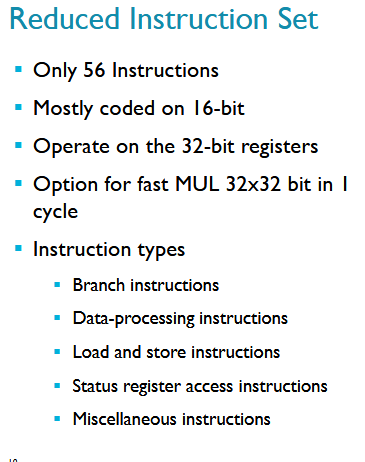 Reduced Instruction Set
Only 56 Instructions
Mostly coded on 16-bit
Operate on the 32-bit registers
Option for fast MUL 32x32 bit in 1
cycle
Instruction types
Branch instructions
Data-processing instructions
Load and store instructions
Status register access instructions
Miscellaneous instructions